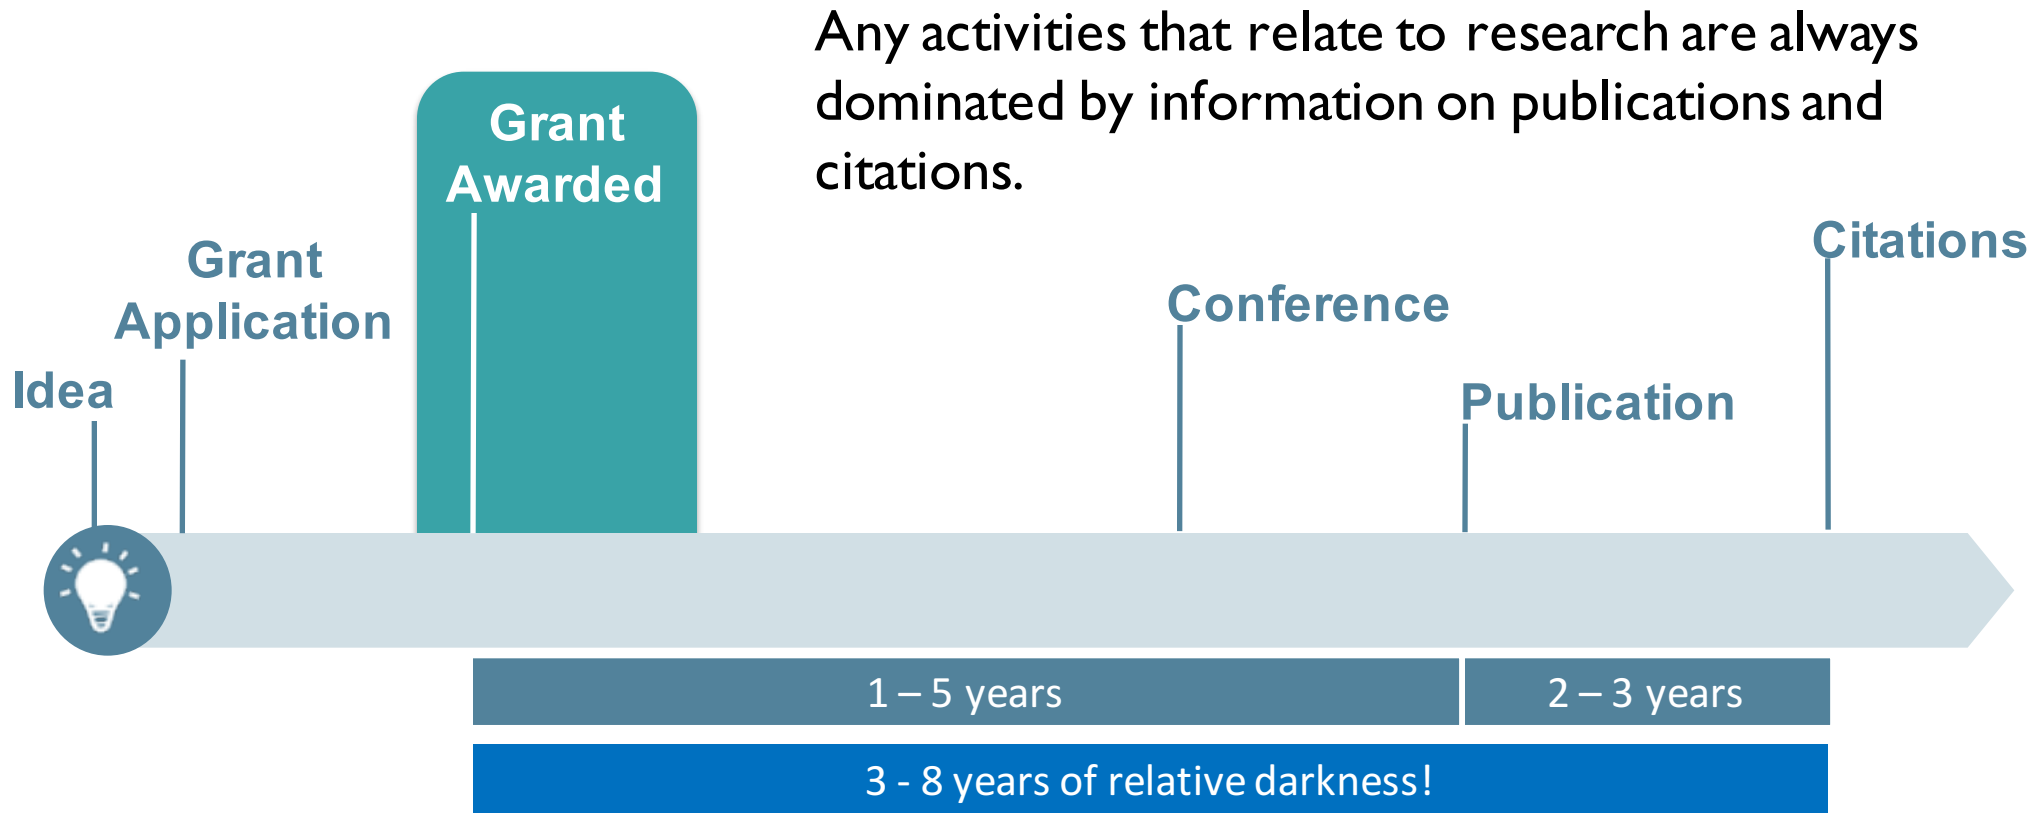 Any activities that relate to research are always
dominated by information on publications and
citations.
Grant
Awarded
Grant
Application
Idea
Conference
Publication
Citations
1 – 5 years
2 – 3 years
3 - 8 years of relative darkness!